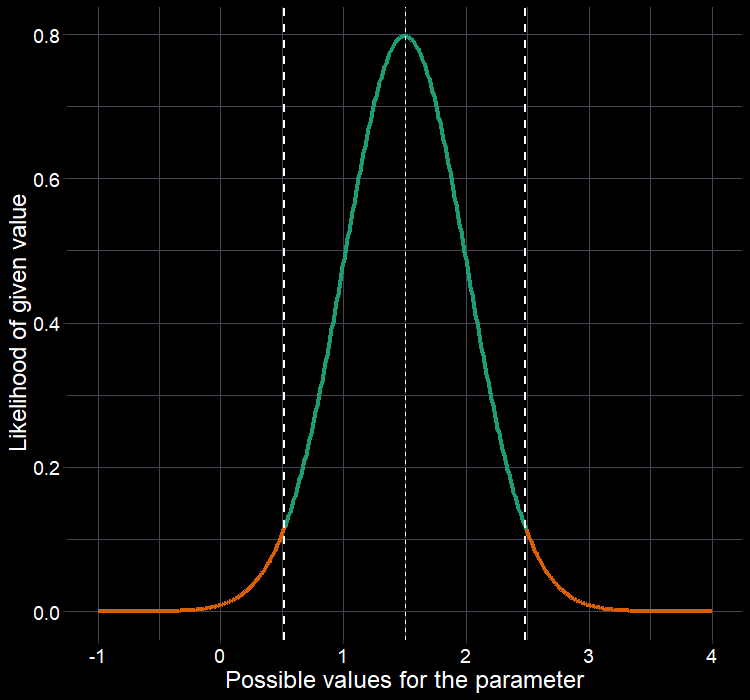 0.8
0.6
0.4
0.2
0.0
Likelihood of given value
-1 0 1 2 3 4
Possible values for the parameter